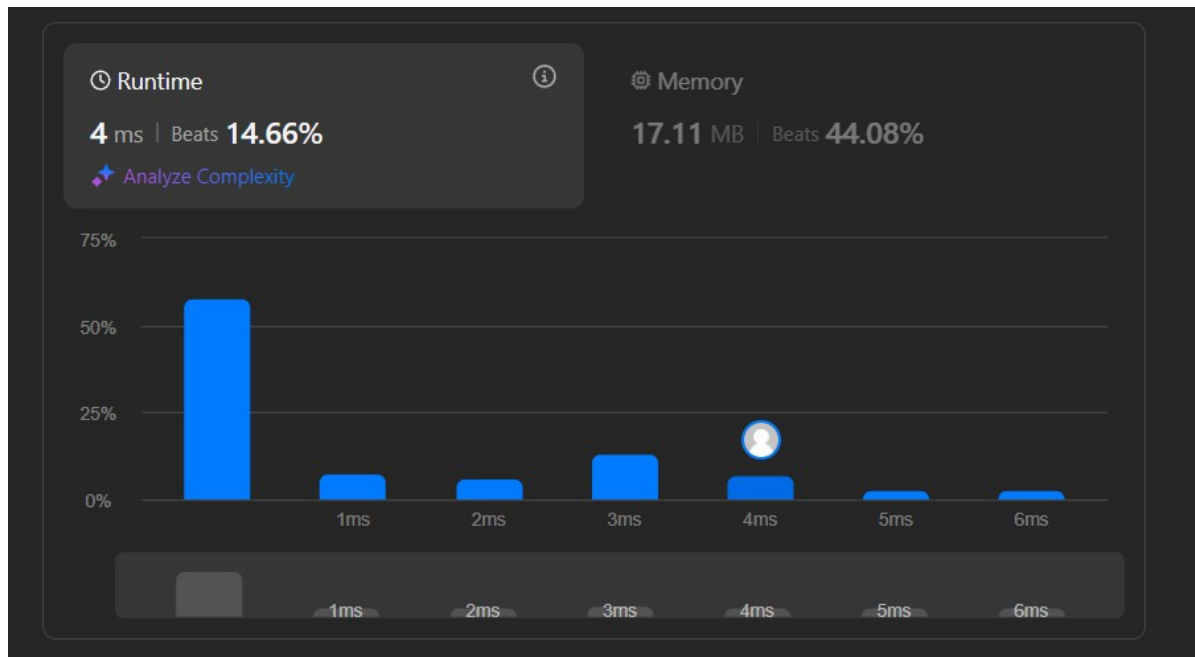 Runtime
4 ms | Beats 14.66%
Analyze Complexity
Memory
17.11 MB | Beats 44.08%
75%
50%
25%
0%
1ms 2ms 3ms 4ms 5ms 6ms
1ms 2ms 3ms 4ms 5ms 6ms